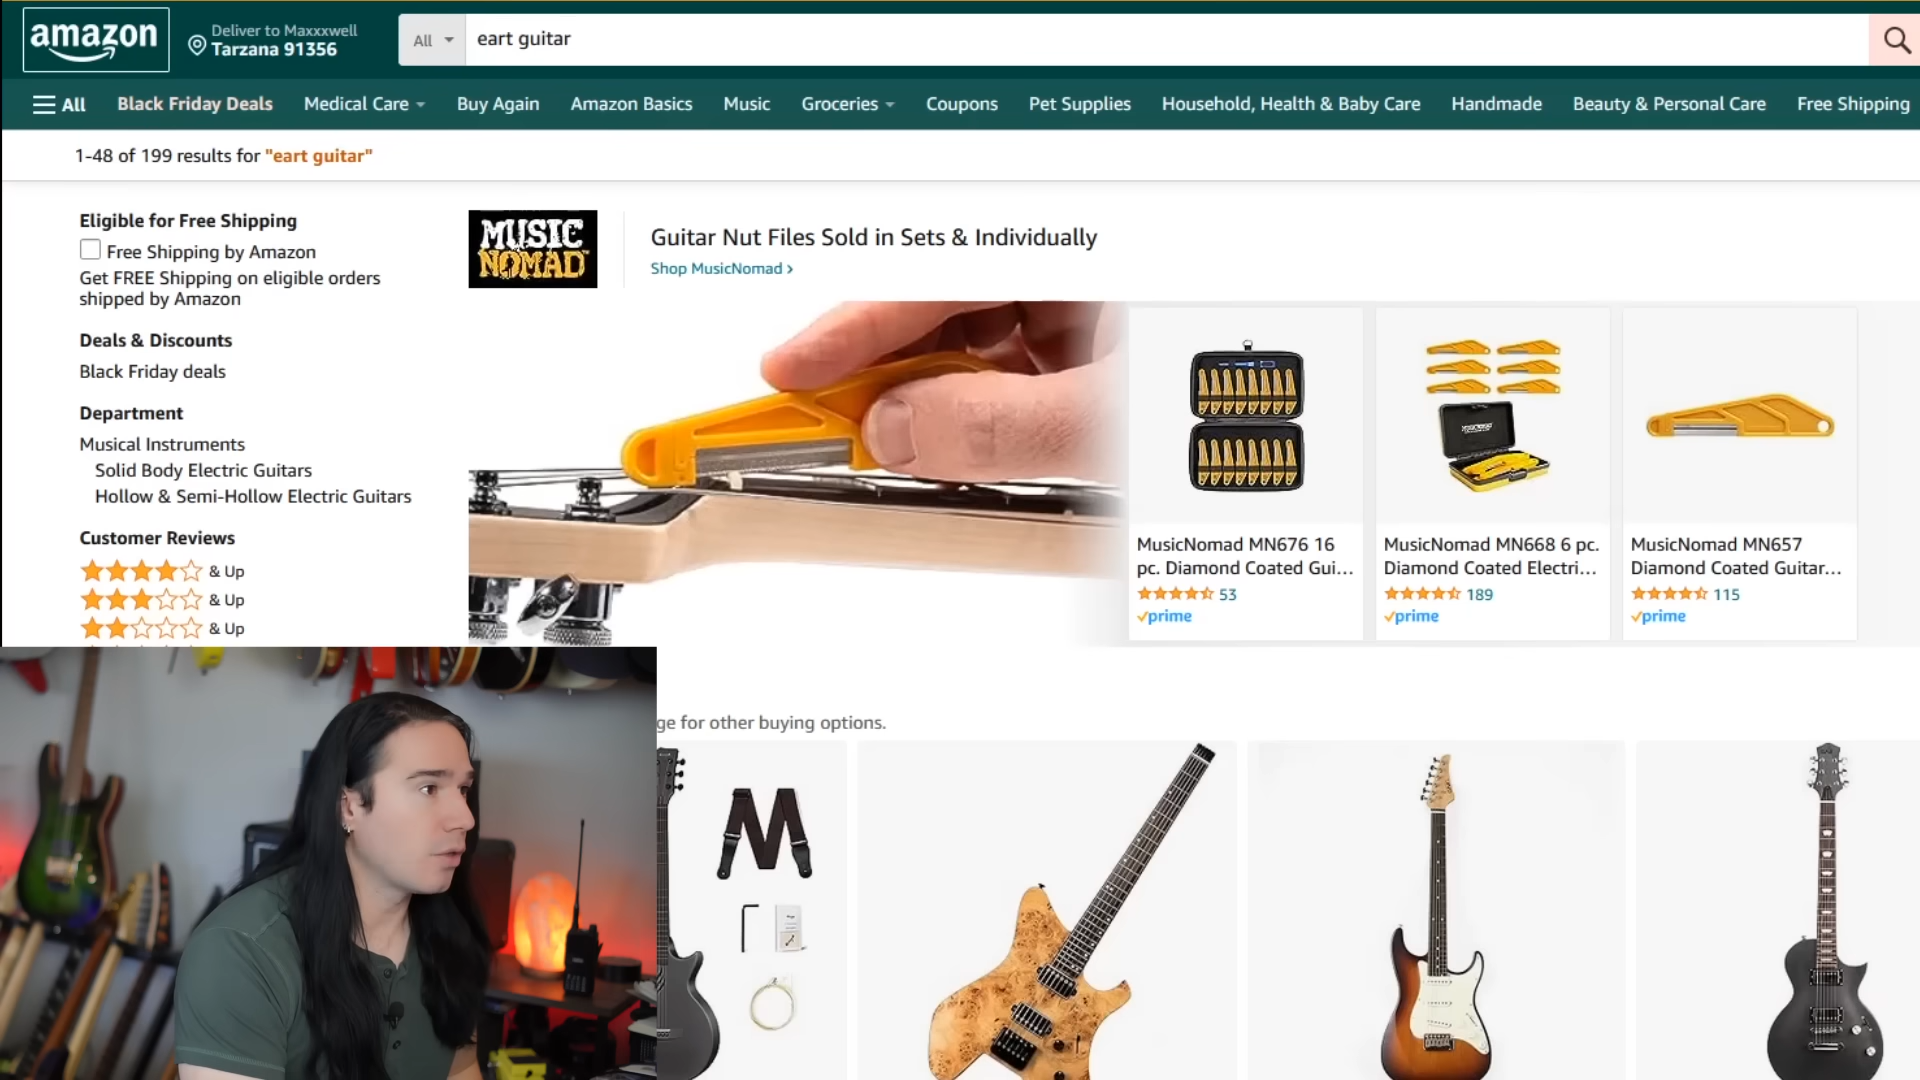 amazon
Deliver to Maxxxwell
Tarzana 91356
All
eart guitar
All
Black Friday Deals
Medical Care
Buy Again
Amazon Basics
Music
Groceries
Coupons
Pet Supplies
Household, Health & Baby Care
Handmade
Beauty & Personal Care
Free Shipping
1-48 of 199 results for "eart guitar"
Eligible for Free Shipping
Free Shipping by Amazon
Get FREE Shipping on eligible orders
shipped by Amazon
Deals & Discounts
Black Friday deals
Department
Musical Instruments
Solid Body Electric Guitars
Hollow & Semi-Hollow Electric Guitars
Customer Reviews
& Up
& Up
& Up
MUSIC
NOMAD
Guitar Nut Files Sold in Sets & Individually
Shop MusicNomad ›
MusicNomad MN676 16
pc. Diamond Coated Gui...
53
prime
MusicNomad MN668 6 pc.
Diamond Coated Electri...
189
prime
MusicNomad MN657
Diamond Coated Guitar...
115
prime
ge for other buying options.